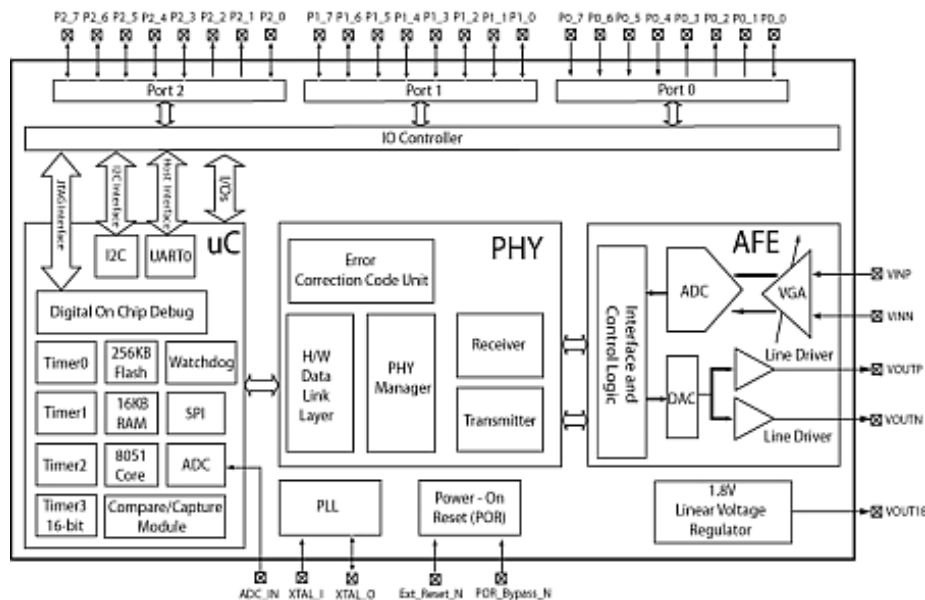 P2_7 P2_6 P2_5 P2_4 P2_3 P2_2 P2_1 P2_0 P1_7 P1_6 P1_5 P1_4 P1_3 P1_2 P1_1 P1_0 P0_7 P0_6 P0_5 P0_4 P0_3 P0_2 P0_1 P0_0
Port 2
Port 1
Port 0
IO Controller
JTAG Interface
I2C Interface
Host Interface
I/Os
uC
I2C
UART0
Digital On Chip Debug
Timer0
256KB
Flash
Watchdog
Timer1
16KB
RAM
SPI
Timer2
8051
Core
ADC
Timer3
16-bit
Compare/Capture
Module
PHY
Error
Correction Code Unit
H/W
Data
Link
Layer
PHY
Manager
Receiver
Transmitter
AFE
Interface and
Control Logic
ADC
VGA
Line Driver
DAC
Line Driver
VINP
VINN
VOUTP
VOUTN
PLL
Power - On
Reset (POR)
1.8V
Linear Voltage
Regulator
VOUT18
ADC_IN
XTAL_I
XTAL_O
Ext_Reset_N
POR_Bypass_N